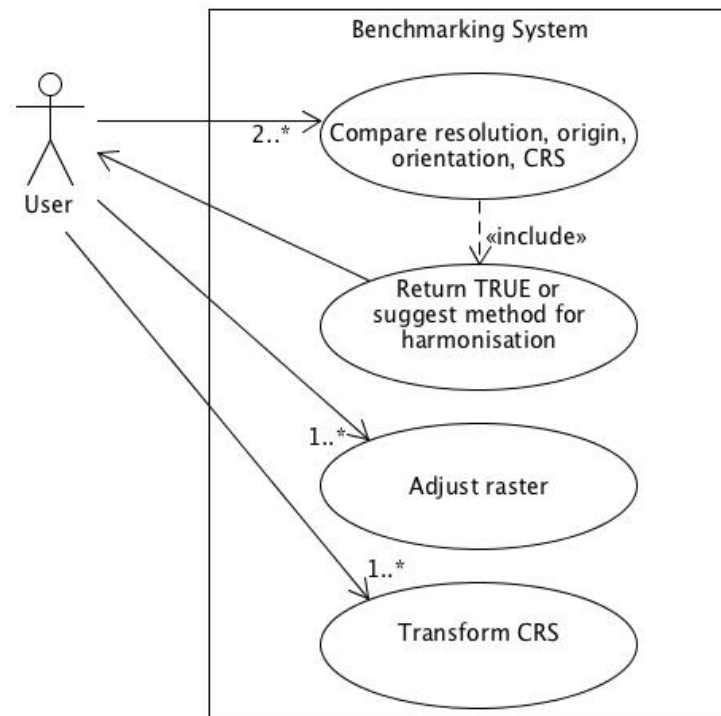 Benchmarking System
2..*
Compare resolution, origin,
orientation, CRS
User
«include»
Return TRUE or
suggest method for
harmonisation
1..*
Adjust raster
1..*
Transform CRS